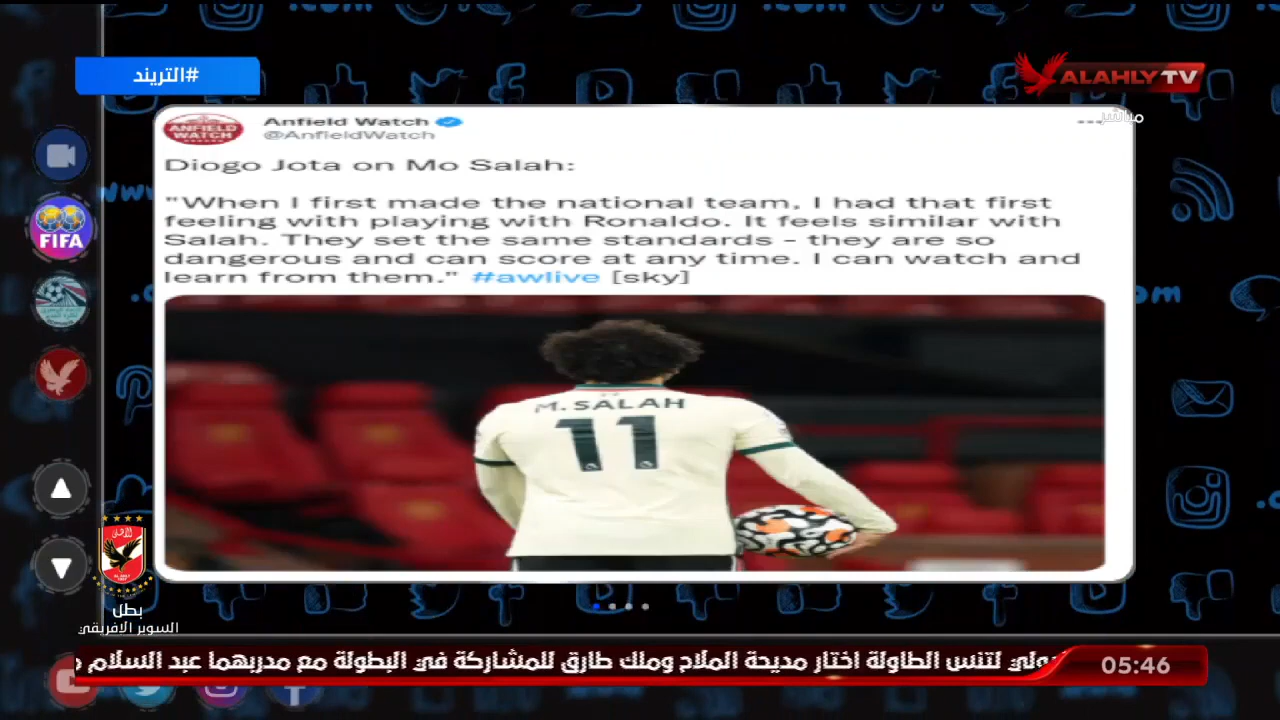 #التريند
ALAHLY TV
مباشر
ANFIELD
WATCH
Anfield Watch
@AnfieldWatch
Diogo Jota on Mo Salah:
"When I first made the national team, I had that first
feeling with playing with Ronaldo. It feels similar with
Salah. They set the same standards - they are so
dangerous and can score at any time. I can watch and
learn from them." #awlive [sky]
M. SALAH
11
FIFA
بطل
السوبر الافريقي
لتنس الطاولة اختار مديحة الملاح وملك طارق للمشاركة في البطولة مع مدربهما عبد السلام
05:46